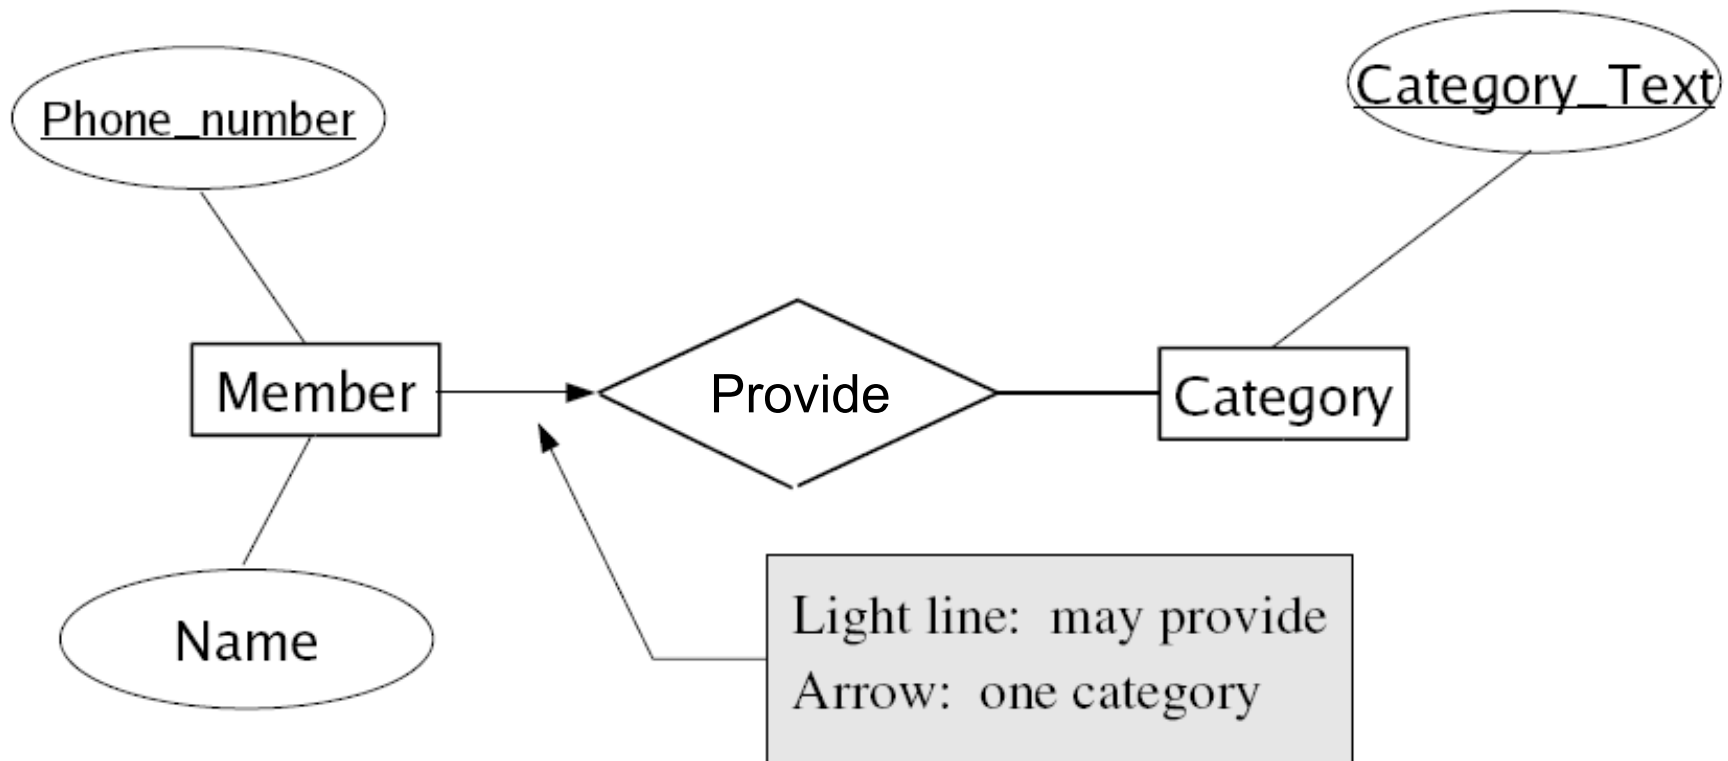 Phone_number
Category_Text
Member
Provide
Category
Name
Light line: may provide
Arrow: one category